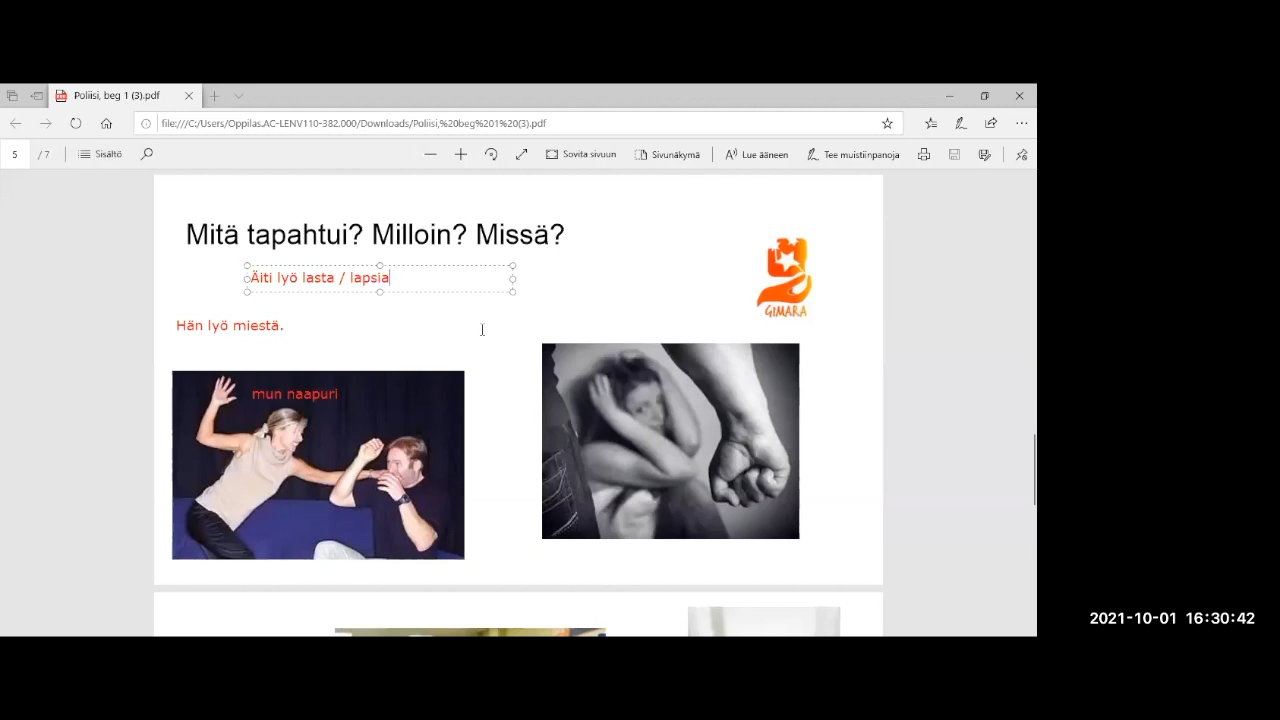 Poliisi, beg 1 (3).pdf
file:///C:/Users/Oppilas.AC-LENV110-382.000/Downloads/Poliisi,%20beg%201%20(3).pdf
5 / 7 Sisältö Sovita sivuun Sivunäkymä Lue ääneen Tee muistiinpanoja
Mitä tapahtui? Milloin? Missä?
Äiti lyö lasta / lapsia
GIMARA
Hän lyö miestä.
mun naapuri
2021-10-01 16:30:42